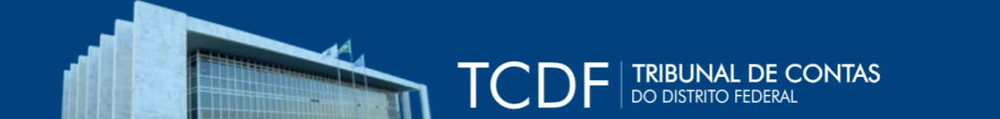 TCDF
TRIBUNAL DE CONTAS
DO DISTRITO FEDERAL